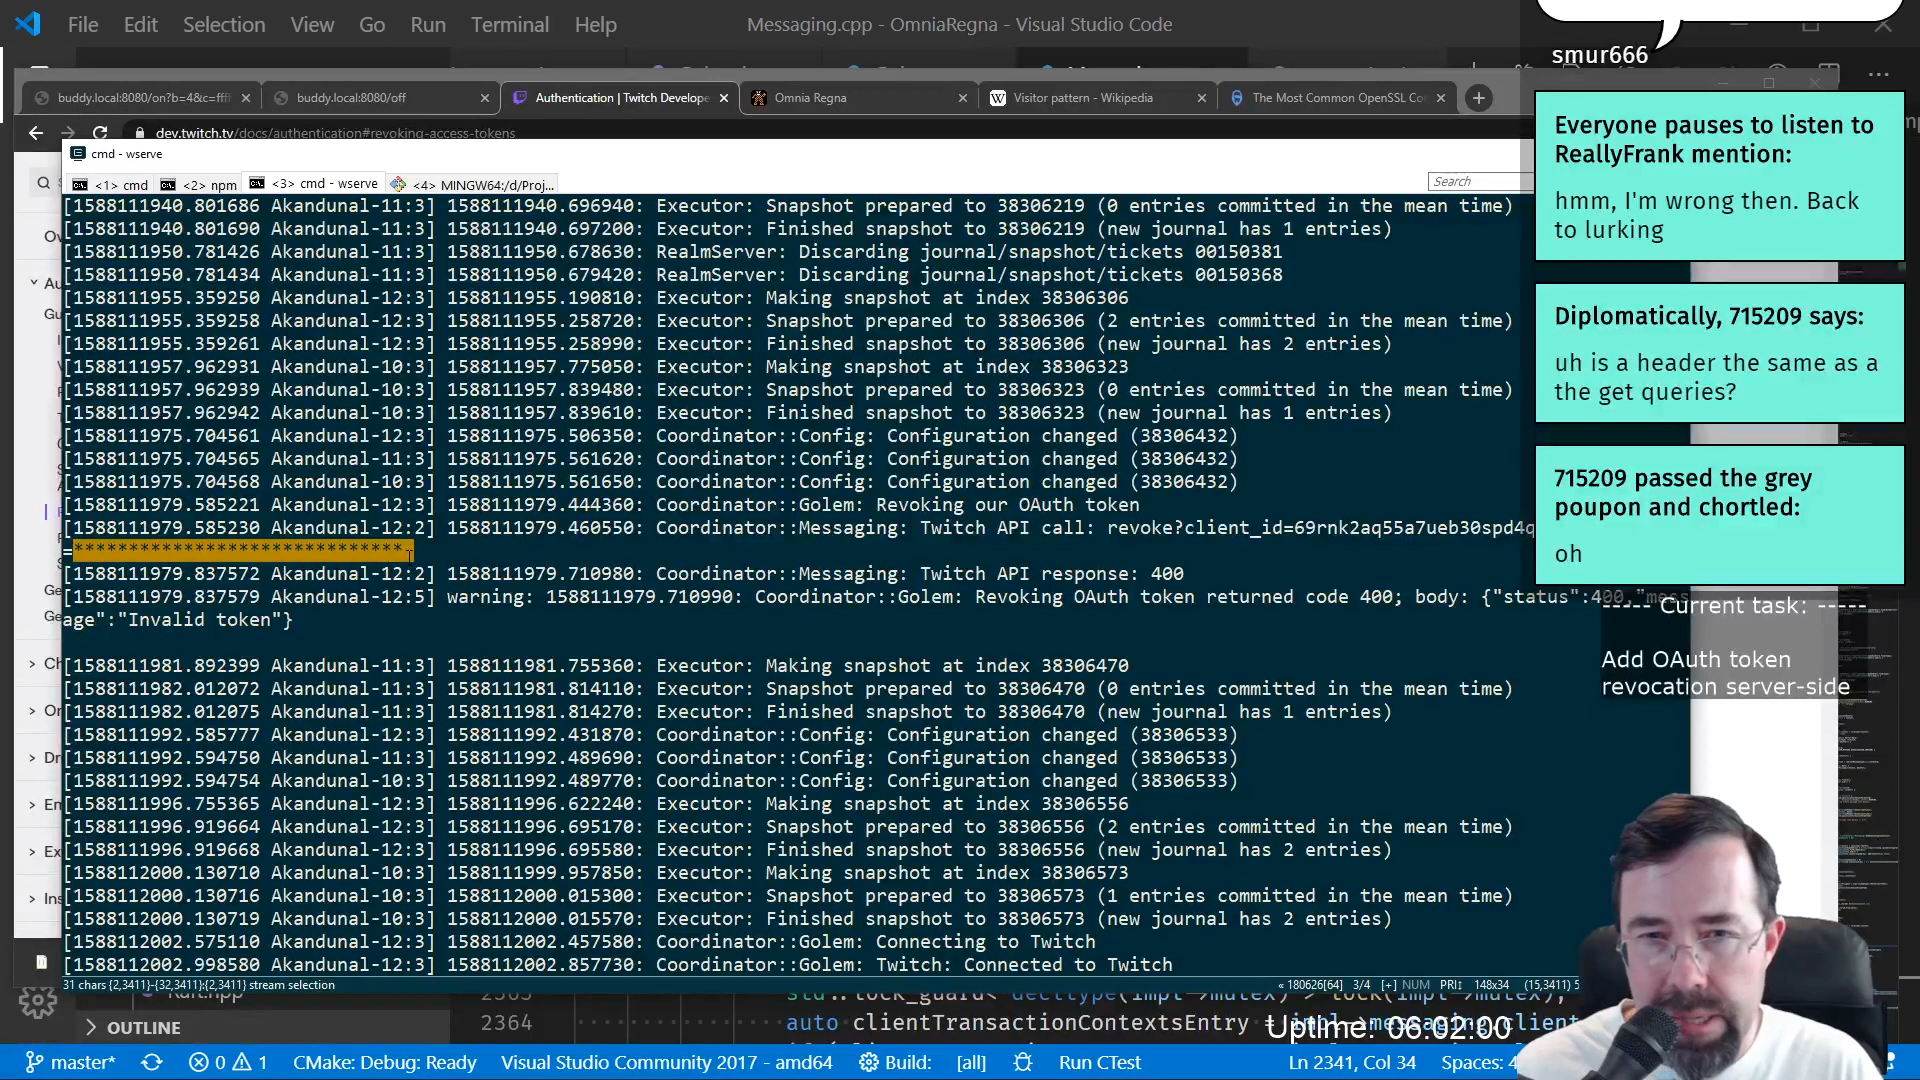 File Edit Selection View Go Run Terminal Help
Messaging.cpp - OmniaRegna - Visual Studio Code
smur666
buddy.local:8080/on?b=4&c=ffff
buddy.local:8080/off
Authentication | Twitch Develope
Omnia Regna
Visitor pattern - Wikipedia
The Most Common OpenSSL Co
dev.twitch.tv/docs/authentication#revoking-access-tokens
cmd - wserve
<1> cmd
<2> npm
<3> cmd - wserve
<4> MINGW64:/d/Proj...
Search
[1588111940.801686 Akandunal-11:3] 1588111940.696940: Executor: Snapshot prepared to 38306219 (0 entries committed in the mean time)
[1588111940.801690 Akandunal-11:3] 1588111940.697200: Executor: Finished snapshot to 38306219 (new journal has 1 entries)
[1588111950.781426 Akandunal-11:3] 1588111950.678630: RealmServer: Discarding journal/snapshot/tickets 00150381
[1588111950.781434 Akandunal-11:3] 1588111950.679420: RealmServer: Discarding journal/snapshot/tickets 00150368
[1588111955.359250 Akandunal-12:3] 1588111955.190810: Executor: Making snapshot at index 38306306
[1588111955.359258 Akandunal-12:3] 1588111955.258720: Executor: Snapshot prepared to 38306306 (2 entries committed in the mean time)
[1588111955.359261 Akandunal-12:3] 1588111955.258990: Executor: Finished snapshot to 38306306 (new journal has 2 entries)
[1588111957.962931 Akandunal-10:3] 1588111957.775050: Executor: Making snapshot at index 38306323
[1588111957.962939 Akandunal-10:3] 1588111957.839480: Executor: Snapshot prepared to 38306323 (0 entries committed in the mean time)
[1588111957.962942 Akandunal-10:3] 1588111957.839610: Executor: Finished snapshot to 38306323 (new journal has 1 entries)
[1588111975.704561 Akandunal-12:3] 1588111975.506350: Coordinator::Config: Configuration changed (38306432)
[1588111975.704565 Akandunal-11:3] 1588111975.561620: Coordinator::Config: Configuration changed (38306432)
[1588111975.704568 Akandunal-10:3] 1588111975.561650: Coordinator::Config: Configuration changed (38306432)
[1588111979.585221 Akandunal-12:3] 1588111979.444360: Coordinator::Golem: Revoking our OAuth token
[1588111979.585230 Akandunal-12:2] 1588111979.460550: Coordinator::Messaging: Twitch API call: revoke?client_id=69rnk2aq55a7ueb30spd4q
=******************************
[1588111979.837572 Akandunal-12:2] 1588111979.710980: Coordinator::Messaging: Twitch API response: 400
[1588111979.837579 Akandunal-12:5] warning: 1588111979.710990: Coordinator::Golem: Revoking OAuth token returned code 400; body: {"status":400,"mess
age":"Invalid token"}
[1588111981.892399 Akandunal-11:3] 1588111981.755360: Executor: Making snapshot at index 38306470
[1588111982.012072 Akandunal-11:3] 1588111981.814110: Executor: Snapshot prepared to 38306470 (0 entries committed in the mean time)
[1588111982.012075 Akandunal-11:3] 1588111981.814270: Executor: Finished snapshot to 38306470 (new journal has 1 entries)
[1588111992.585777 Akandunal-12:3] 1588111992.431870: Coordinator::Config: Configuration changed (38306533)
[1588111992.594750 Akandunal-11:3] 1588111992.489690: Coordinator::Config: Configuration changed (38306533)
[1588111992.594754 Akandunal-10:3] 1588111992.489770: Coordinator::Config: Configuration changed (38306533)
[1588111996.755365 Akandunal-12:3] 1588111996.622240: Executor: Making snapshot at index 38306556
[1588111996.919664 Akandunal-12:3] 1588111996.695170: Executor: Snapshot prepared to 38306556 (2 entries committed in the mean time)
[1588111996.919668 Akandunal-12:3] 1588111996.695580: Executor: Finished snapshot to 38306556 (new journal has 2 entries)
[1588112000.130710 Akandunal-10:3] 1588111999.957850: Executor: Making snapshot at index 38306573
[1588112000.130716 Akandunal-10:3] 1588112000.015300: Executor: Snapshot prepared to 38306573 (1 entries committed in the mean time)
[1588112000.130719 Akandunal-10:3] 1588112000.015570: Executor: Finished snapshot to 38306573 (new journal has 2 entries)
[1588112002.575110 Akandunal-12:3] 1588112002.457580: Coordinator::Golem: Connecting to Twitch
[1588112002.998580 Akandunal-12:3] 1588112002.857730: Coordinator::Golem: Twitch: Connected to Twitch
31 chars {2,3411}-{32,3411};{2,3411} stream selection
« 180626[64] 3/4 [+] NUM PRI↕ 148x34 (15,3411) 5
Everyone pauses to listen to
ReallyFrank mention:
hmm, I'm wrong then. Back
to lurking
Diplomatically, 715209 says:
uh is a header the same as a
the get queries?
715209 passed the grey
poupon and chortled:
oh
----- Current task: -----
Add OAuth token
revocation server-side
OUTLINE
2364
auto clientTransactionContextsEntry
Uptime: 06:02:00
master*
0
1
CMake: Debug: Ready
Visual Studio Community 2017 - amd64
Build:
[all]
Run CTest
Ln 2341, Col 34
Spaces: 4